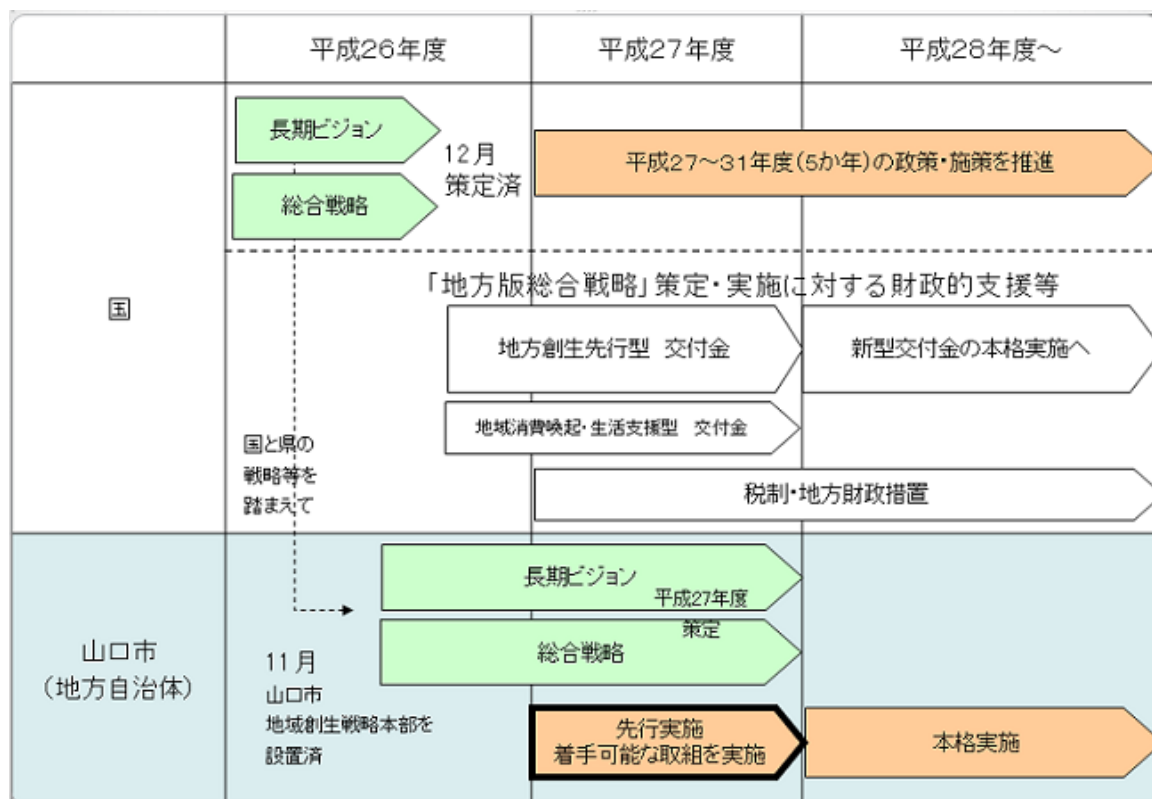 平成26年度
平成27年度
平成28年度～
国
長期ビジョン
総合戦略
12月
策定済
平成27～31年度(5か年)の政策・施策を推進
「地方版総合戦略」策定・実施に対する財政的支援等
地方創生先行型　交付金
新型交付金の本格実施へ
地域消費喚起・生活支援型　交付金
税制・地方財政措置
国と県の
戦略等を
踏まえて
山口市
(地方自治体)
長期ビジョン
総合戦略
平成27年度
策定
11月
山口市
地域創生戦略本部を
設置済
先行実施
着手可能な取組を実施
本格実施